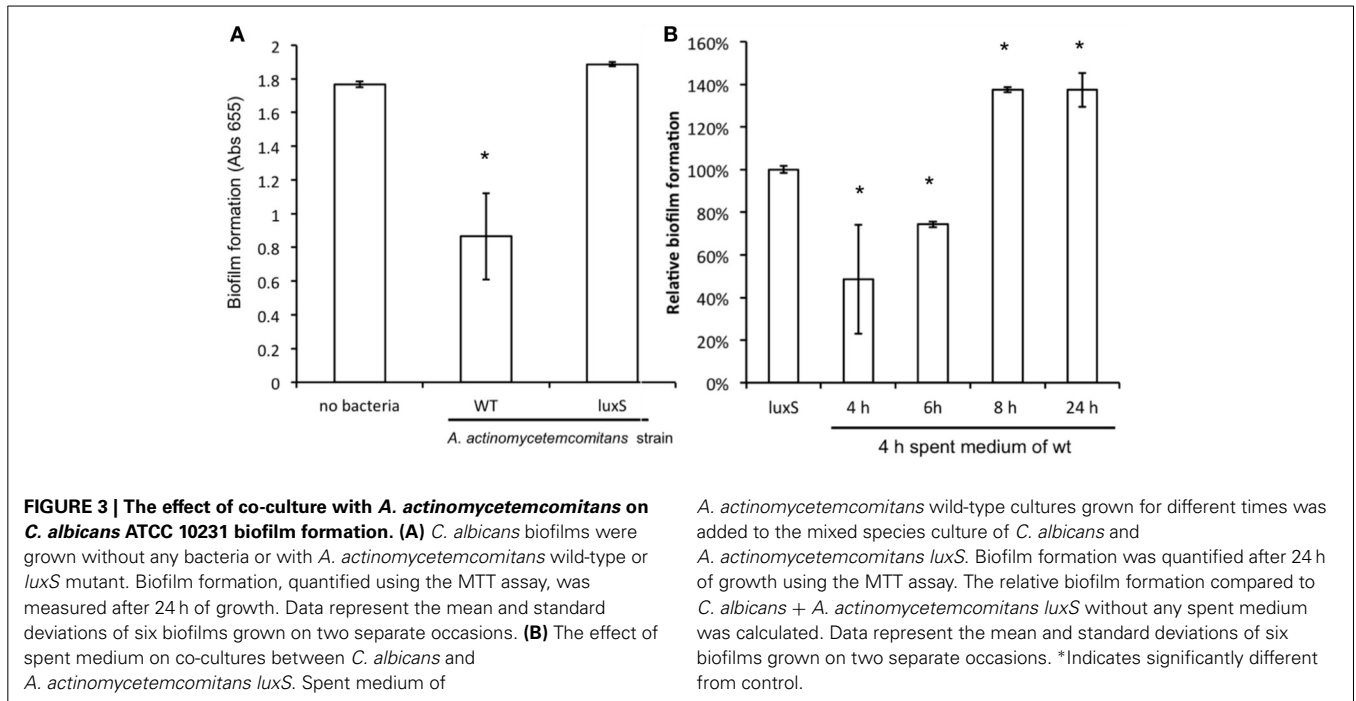 A
Biofilm formation (Abs 655)
2
1.8
1.6
1.4
1.2
1
0.8
0.6
0.4
0.2
0
*
no bacteria
WT
luxS
A. actinomycetemcomitans strain
B
Relative biofilm formation
160%
140%
120%
100%
80%
60%
40%
20%
0%
*
*
*
*
luxS
4 h
6h
8 h
24 h
4 h spent medium of wt
FIGURE 3 | The effect of co-culture with A. actinomycetemcomitans on
C. albicans ATCC 10231 biofilm formation. (A) C. albicans biofilms were
grown without any bacteria or with A. actinomycetemcomitans wild-type or
luxS mutant. Biofilm formation, quantified using the MTT assay, was
measured after 24 h of growth. Data represent the mean and standard
deviations of six biofilms grown on two separate occasions. (B) The effect of
spent medium on co-cultures between C. albicans and
A. actinomycetemcomitans luxS. Spent medium of
A. actinomycetemcomitans wild-type cultures grown for different times was
added to the mixed species culture of C. albicans and
A. actinomycetemcomitans luxS. Biofilm formation was quantified after 24 h
of growth using the MTT assay. The relative biofilm formation compared to
C. albicans + A. actinomycetemcomitans luxS without any spent medium
was calculated. Data represent the mean and standard deviations of six
biofilms grown on two separate occasions. *Indicates significantly different
from control.